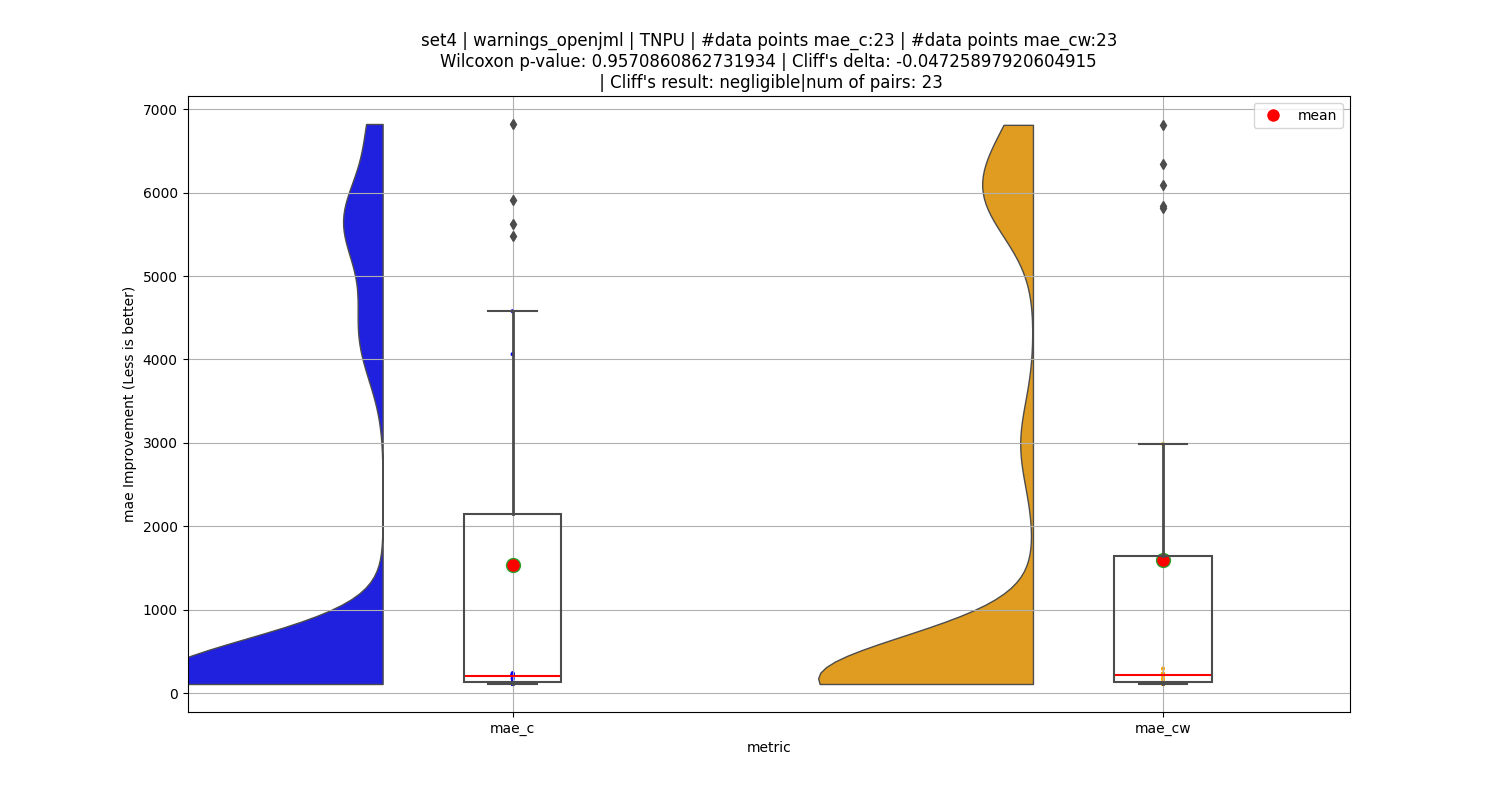 set4 | warnings_openjml | TNPU | #data points mae_c:23 | #data points mae_cw:23
Wilcoxon p-value: 0.9570860862731934 | Cliff's delta: -0.04725897920604915
| Cliff's result: negligible|num of pairs: 23
mean
7000
6000
5000
4000
3000
2000
1000
0
mae Improvement (Less is better)
mae_c
mae_cw
metric